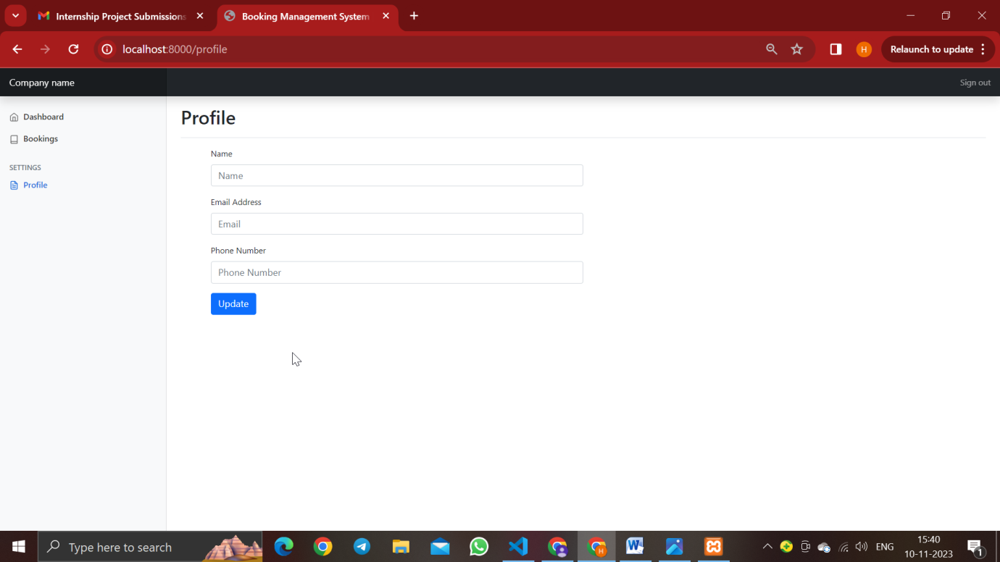 Internship Project Submissions
Booking Management System
localhost:8000/profile
H
Relaunch to update
Company name
Sign out
Dashboard
Bookings
SETTINGS
Profile
Profile
Name
Name
Email Address
Email
Phone Number
Phone Number
Update
Type here to search
H
W
ENG
15:40
10-11-2023
1